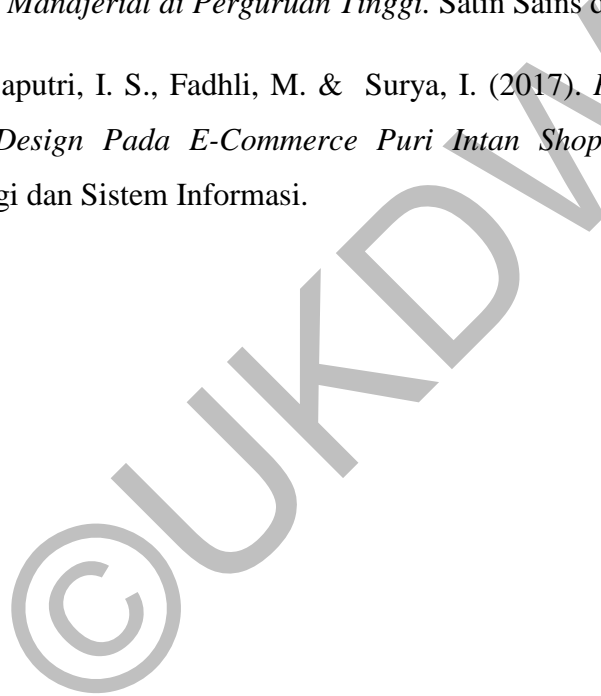 Manajerial di Perguruan Tinggi. Satin Sains d
aputri, I. S., Fadhli, M. & Surya, I. (2017).
Design Pada E-Commerce Puri Intan Shop
gi dan Sistem Informasi.
©UKDW